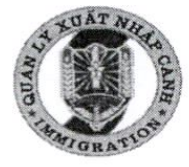 QUẢN LÝ XUẤT NHẬP CẢNH
IMMIGRATION